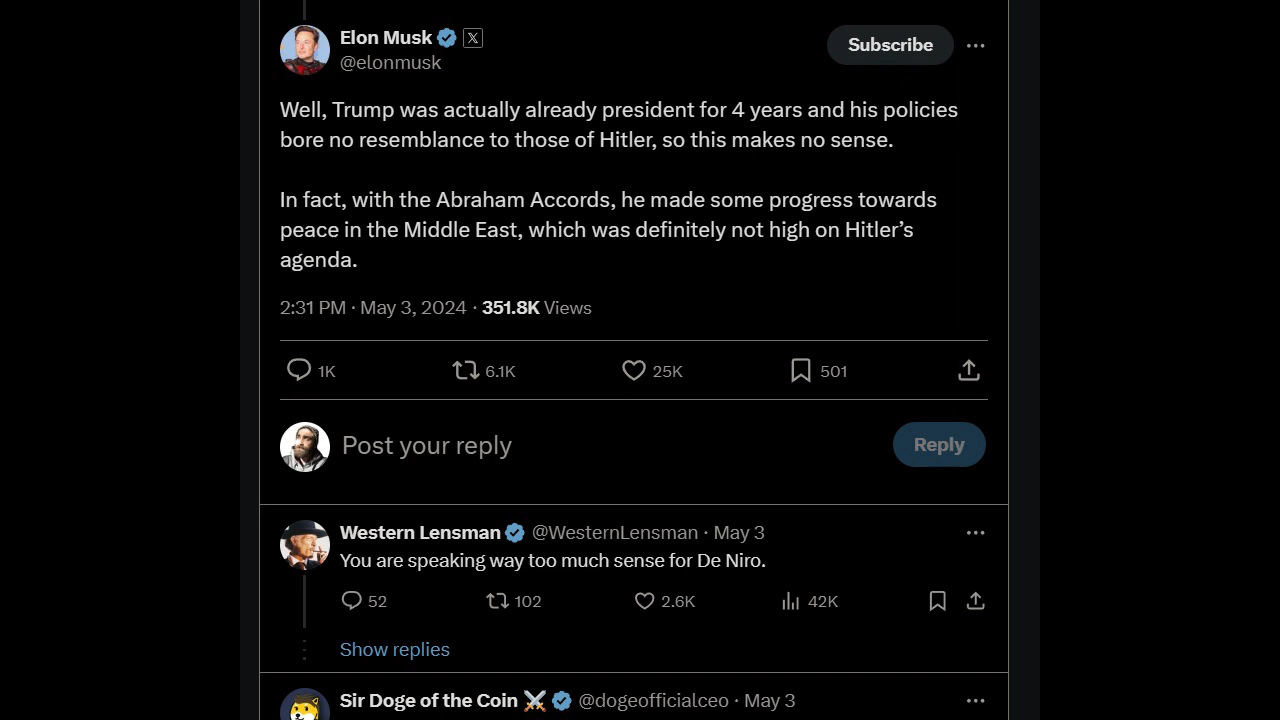 Elon Musk
@elonmusk
Subscribe
Well, Trump was actually already president for 4 years and his policies
bore no resemblance to those of Hitler, so this makes no sense.
In fact, with the Abraham Accords, he made some progress towards
peace in the Middle East, which was definitely not high on Hitler’s
agenda.
2:31 PM · May 3, 2024 · 351.8K Views
1K 6.1K 25K 501
Post your reply
Reply
Western Lensman @WesternLensman · May 3
You are speaking way too much sense for De Niro.
52 102 2.6K 42K
Show replies
Sir Doge of the Coin ⚔️ @dogeofficialceo · May 3